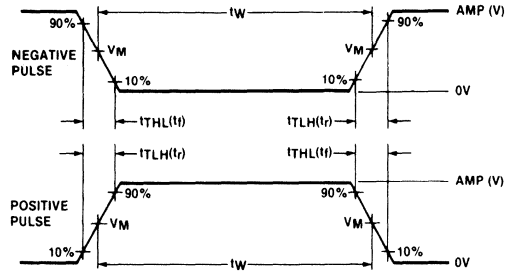 90% tW 90% AMP (V)
NEGATIVE PULSE VM VM
10% 10%
0V
tTHL(tf) tTLH(tr)
tTLH(tr) tTHL(tf)
90% 90% AMP (V)
POSITIVE PULSE VM VM
10% 10%
tW 0V